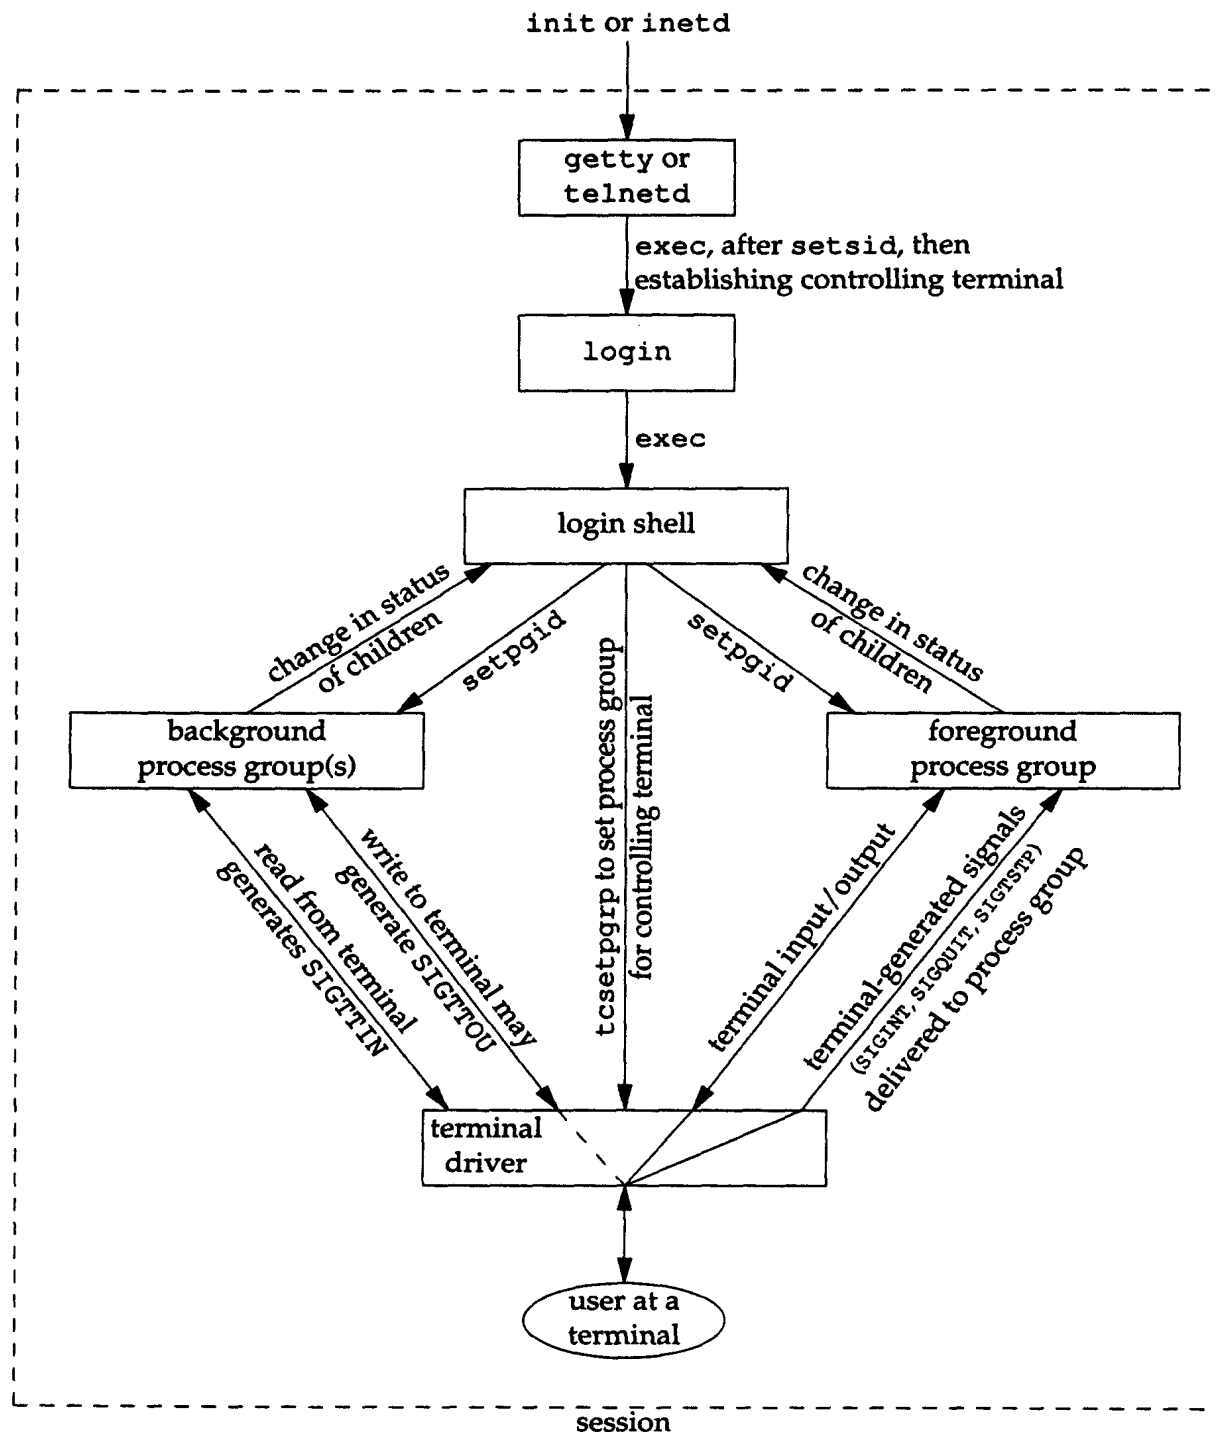 init or inetd
getty or
telnetd
exec, after setsid, then
establishing controlling terminal
login
exec
login shell
change in status
of children
setpgid
tcsetpgrp to set process group
for controlling terminal
setpgid
change in status
of children
background
process group(s)
foreground
process group
read from terminal
generates SIGTTIN
write to terminal may
generate SIGTTOU
terminal input/output
terminal-generated signals
(SIGINT, SIGQUIT, SIGTSTP)
delivered to process group
terminal
driver
user at a
terminal
session